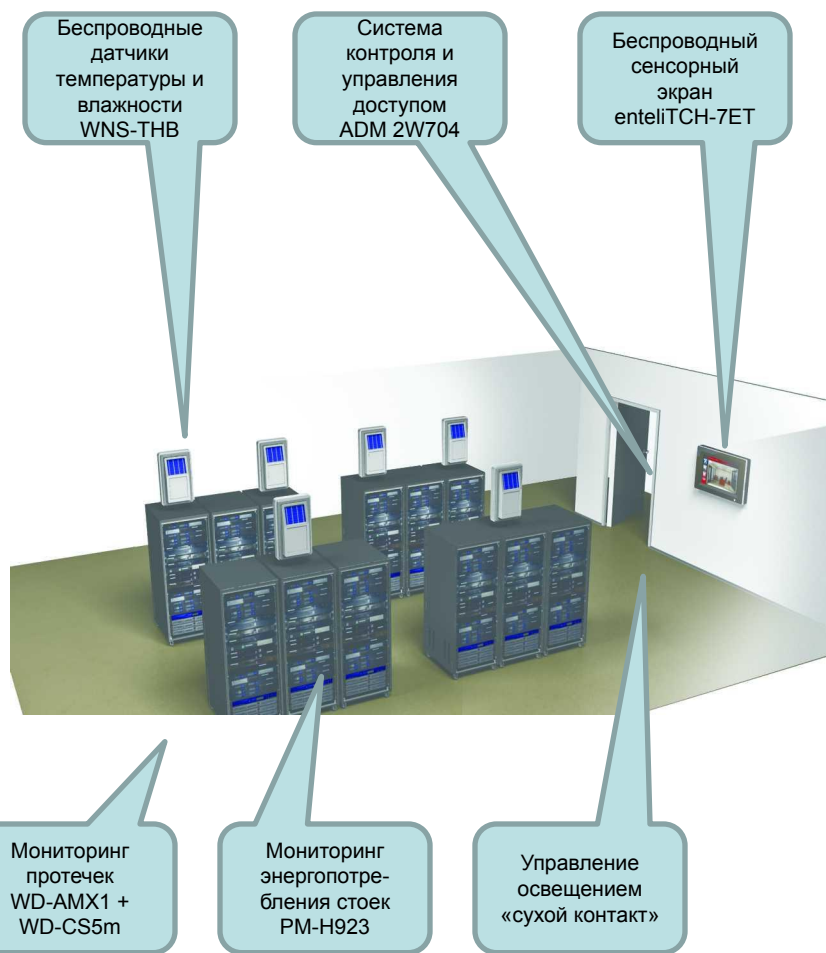 Беспроводные
датчики
температуры и
влажности
WNS-THB
Система
контроля и
управления
доступом
ADM 2W704
Беспроводный
сенсорный
экран
enteliTCH-7ET
Мониторинг
протечек
WD-AMX1 +
WD-CS5m
Мониторинг
энергопотре-
бления стоек
PM-H923
Управление
освещением
«сухой контакт»